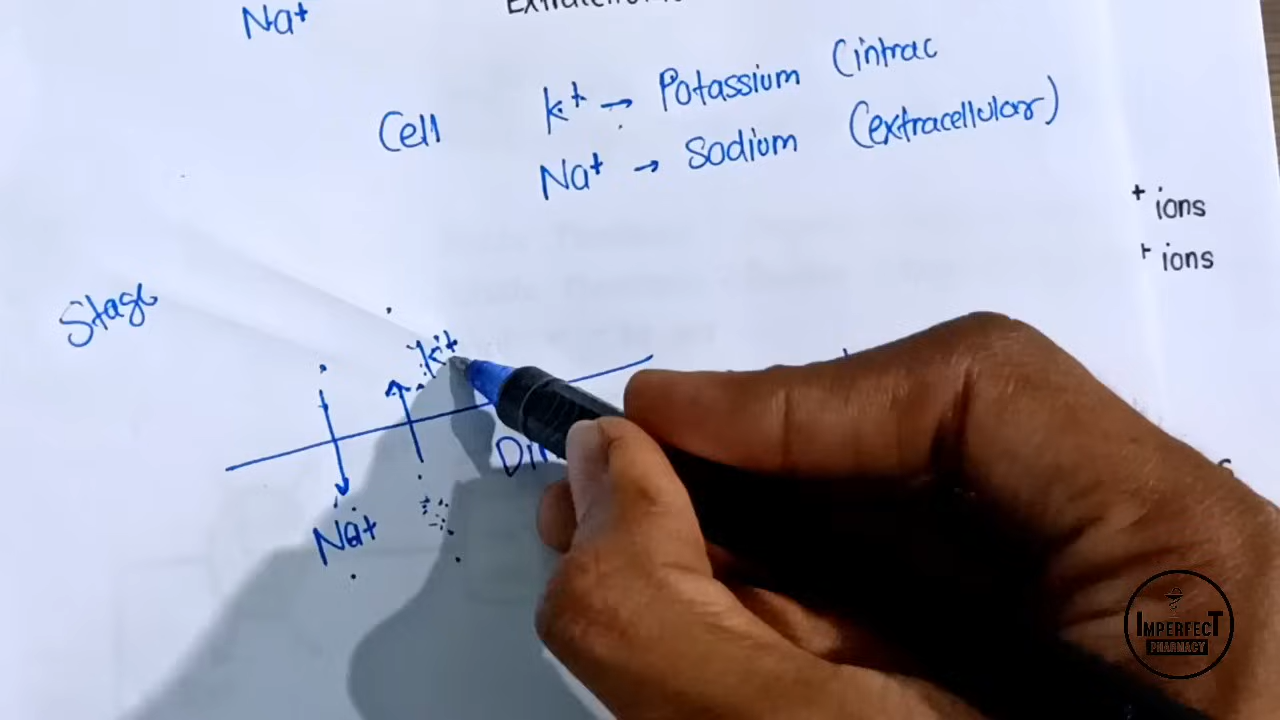 Na+
K+ → Potassium (intrac
Cell
Na+ → Sodium (extracellular)
+ ions
+ ions
Stage
K+
Na+
IMPERFECT
PHARMACY